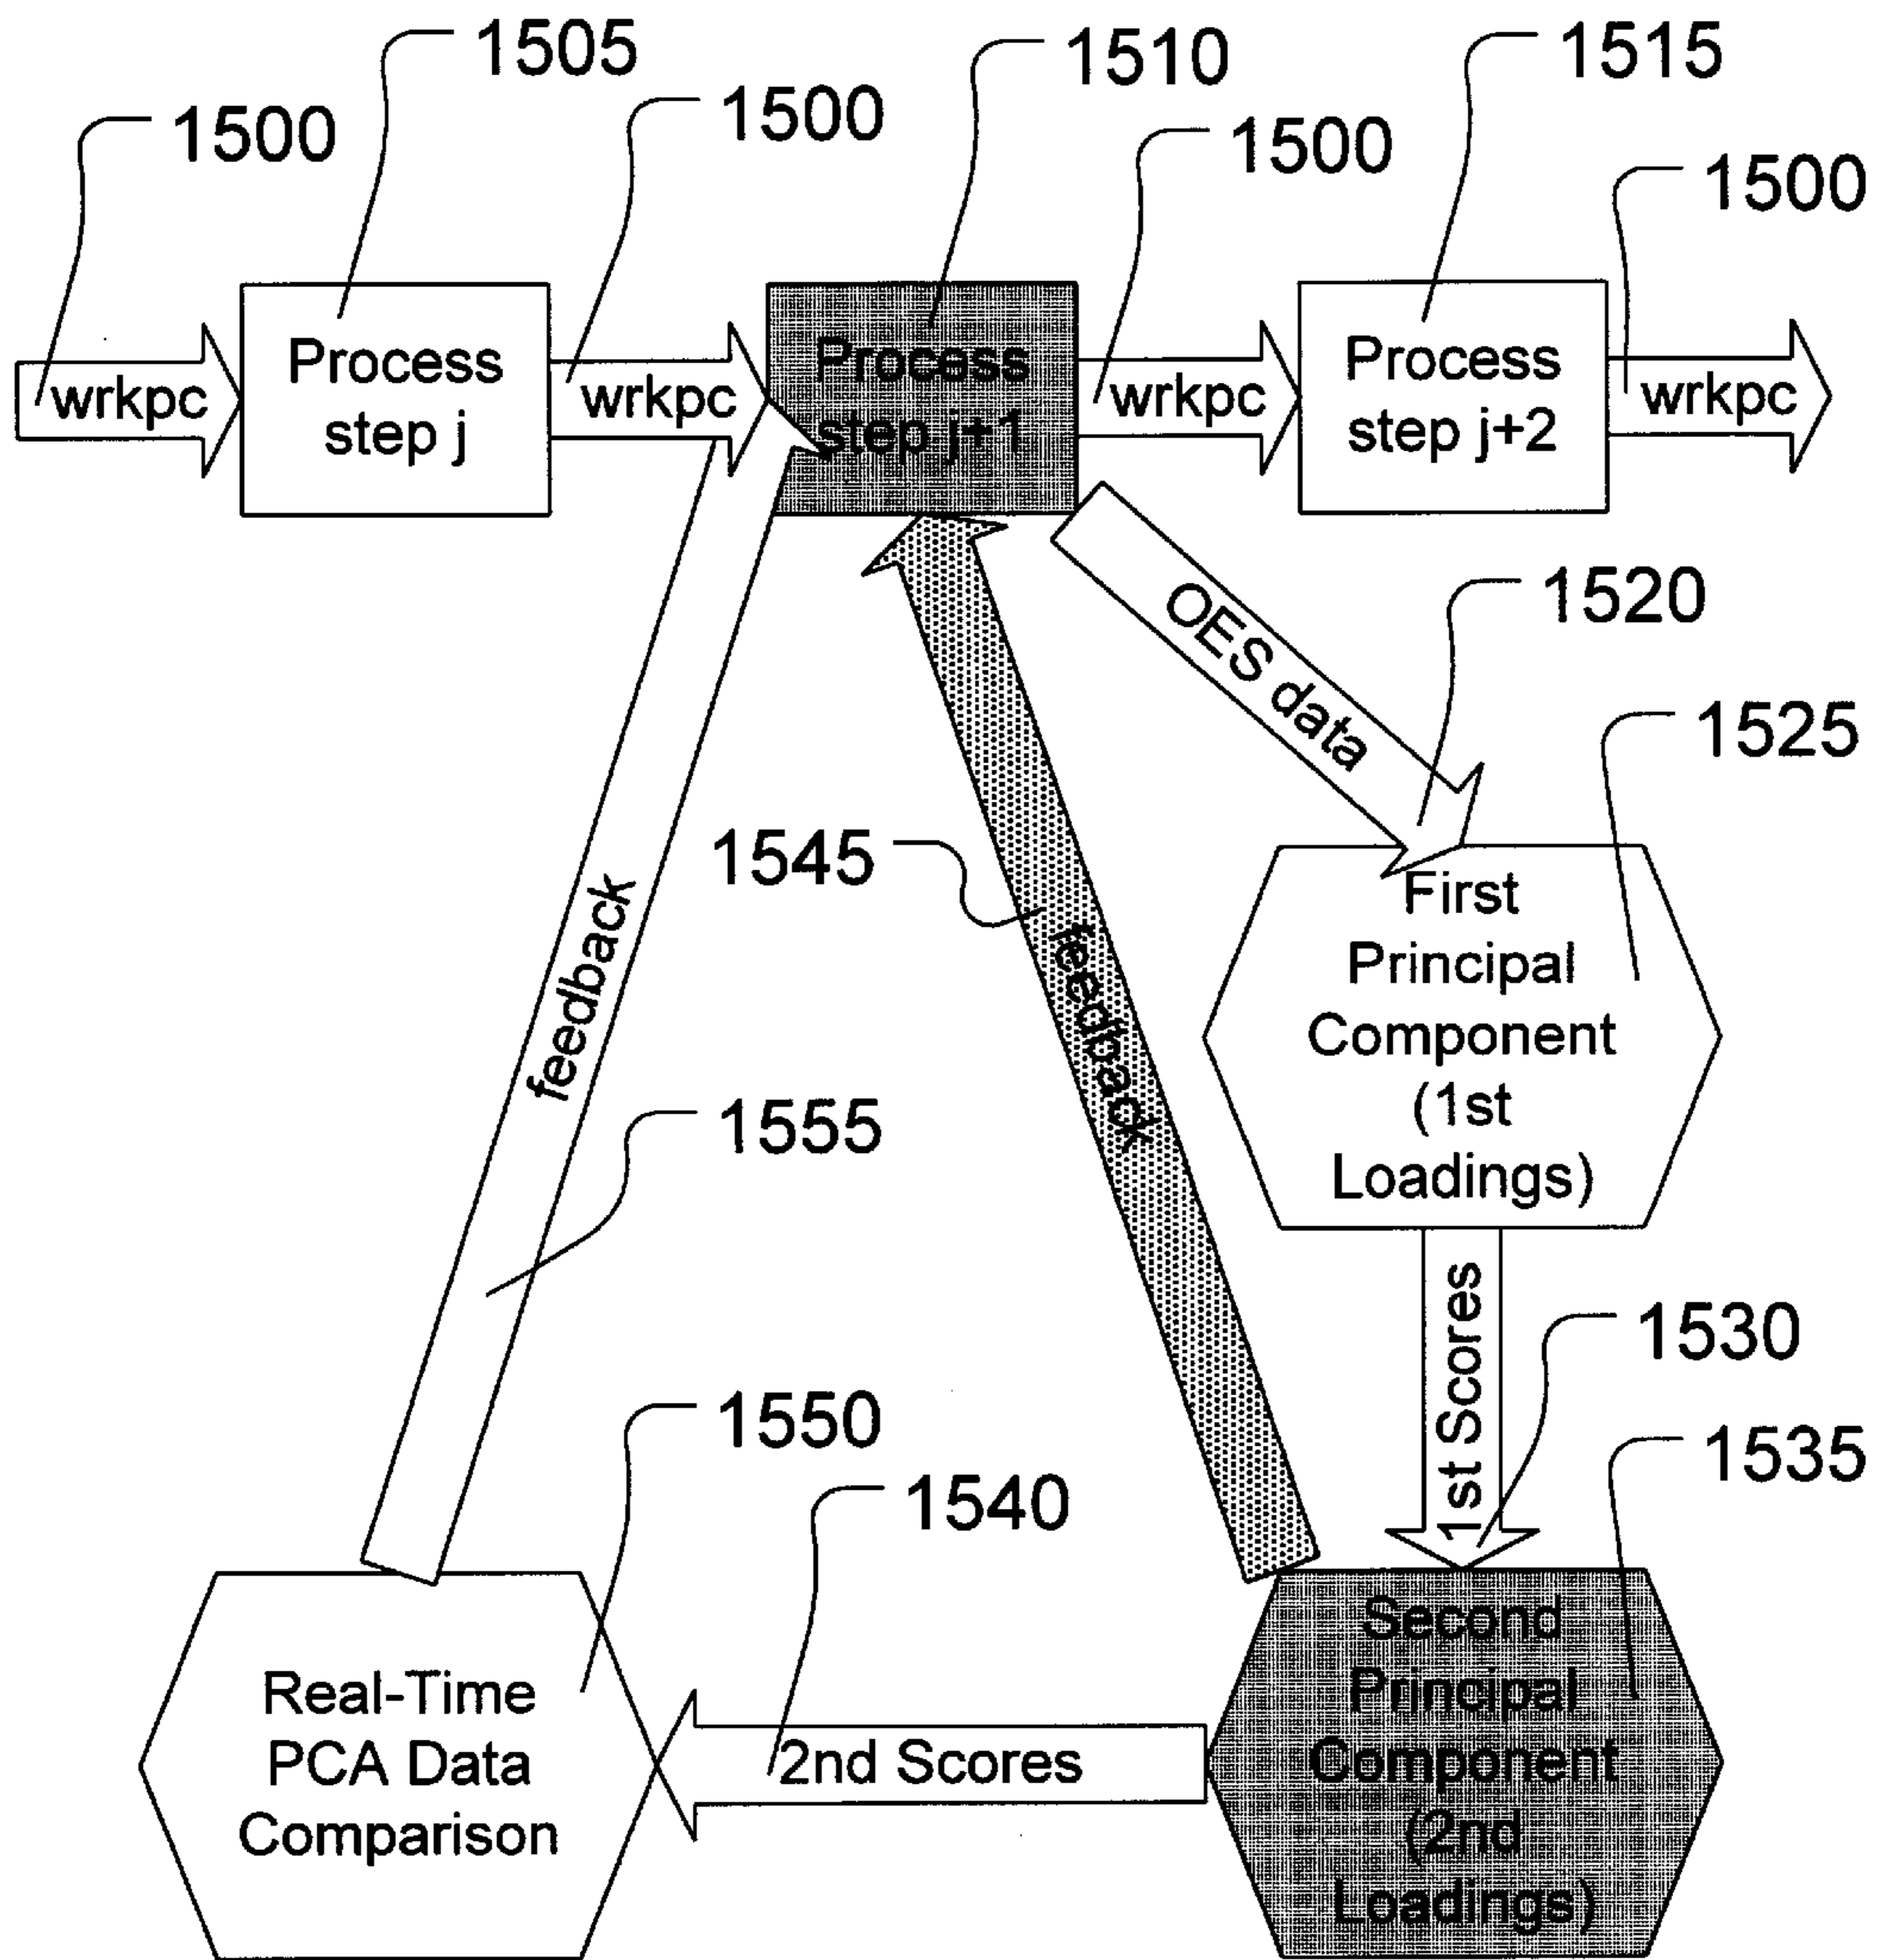 1505
1510
1515
1500
1500
1500
1500
wrkpc
Process
step j
wrkpc
Process
step j+1
wrkpc
Process
step j+2
wrkpc
OES data
1520
1525
1545
First
Principal
Component
(1st
Loadings)
feedback
feedback
1555
1st Scores
1530
1550
1535
1540
Second
Principal
Component
(2nd
Loadings)
Real-Time
PCA Data
Comparison
2nd Scores